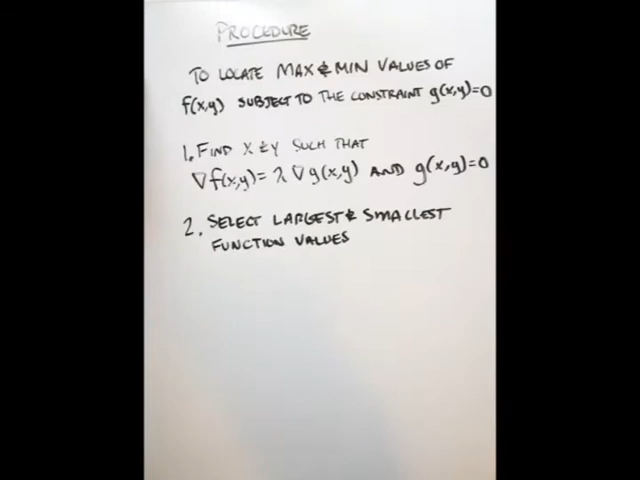 PROCEDURE
TO LOCATE MAX & MIN VALUES OF
f(x,y) SUBJECT TO THE CONSTRAINT g(x,y)=0
1. FIND X & Y SUCH THAT
∇f(x,y)= λ ∇g(x,y) AND g(x,y)=0
2. SELECT LARGEST & SMALLEST
FUNCTION VALUES